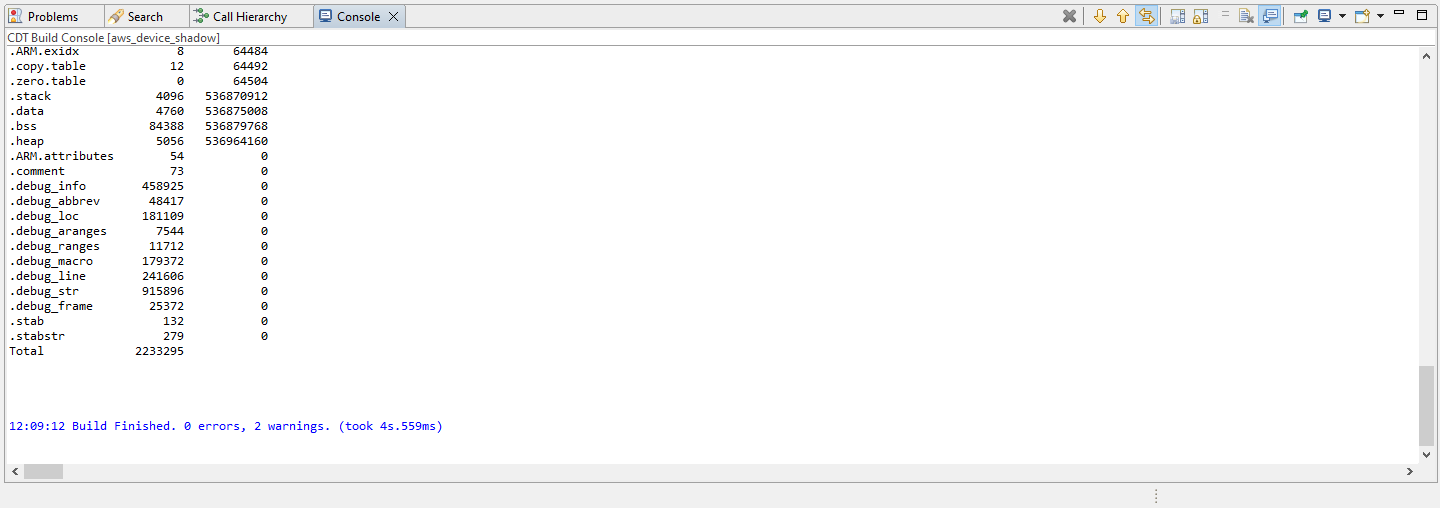 Problems Search Call Hierarchy Console
CDT Build Console [aws_device_shadow]
.ARM.exidx 8 64484
.copy.table 12 64492
.zero.table 0 64504
.stack 4096 536870912
.data 4760 536875008
.bss 84388 536879768
.heap 5056 536964160
.ARM.attributes 54 0
.comment 73 0
.debug_info 458925 0
.debug_abbrev 48417 0
.debug_loc 181109 0
.debug_aranges 7544 0
.debug_ranges 11712 0
.debug_macro 179372 0
.debug_line 241606 0
.debug_str 915896 0
.debug_frame 25372 0
.stab 132 0
.stabstr 279 0
Total 2233295
12:09:12 Build Finished. 0 errors, 2 warnings. (took 4s.559ms)